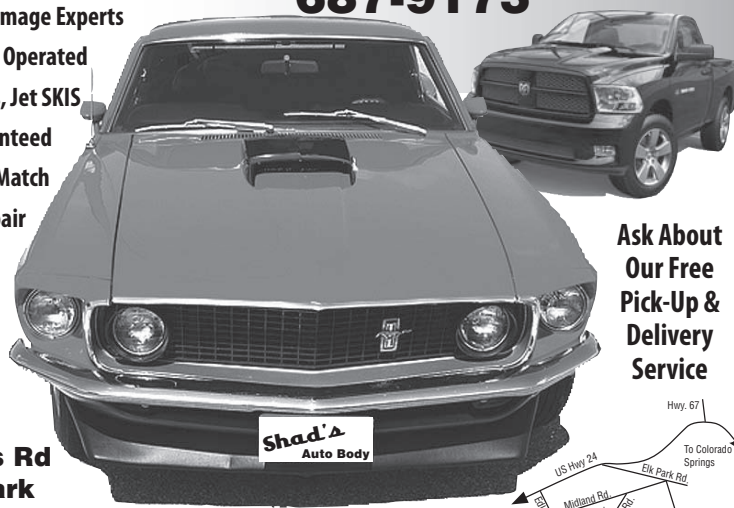 687-9173
mage Experts
Operated
, Jet SKIS
nteed
Match
air
Ask About
Our Free
Pick-Up &
Delivery
Service
Shad's
Auto Body
s Rd
ark
Hwy. 67
To Colorado
Springs
US Hwy 24
Elk Park Rd.
Midland Rd.
Rd.